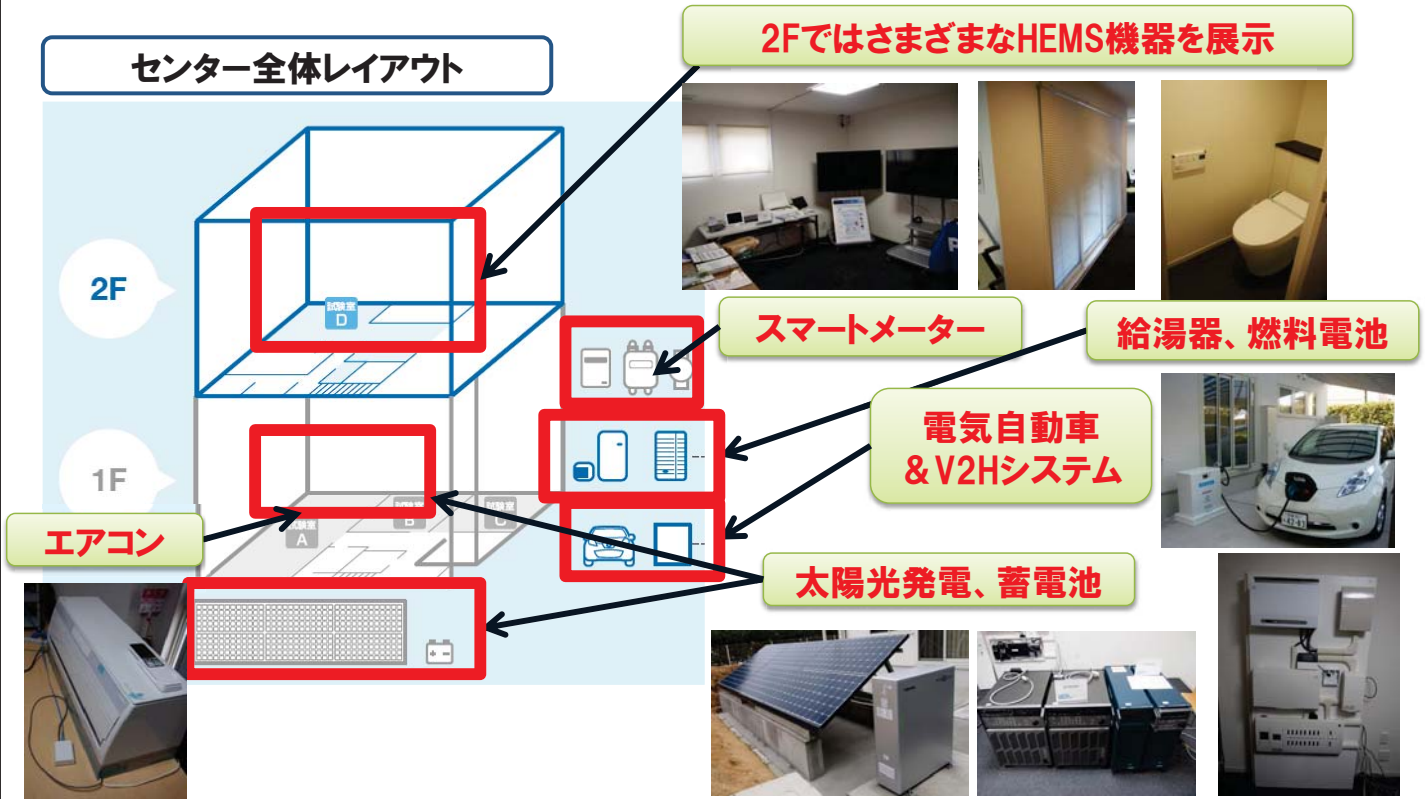 センター全体レイアウト
2FではさまざまなHEMS機器を展示
2F
試験室
D
スマートメーター
給湯器、燃料電池
電気自動車
&V2Hシステム
1F
試験室
A
試験室
B
試験室
C
エアコン
太陽光発電、蓄電池